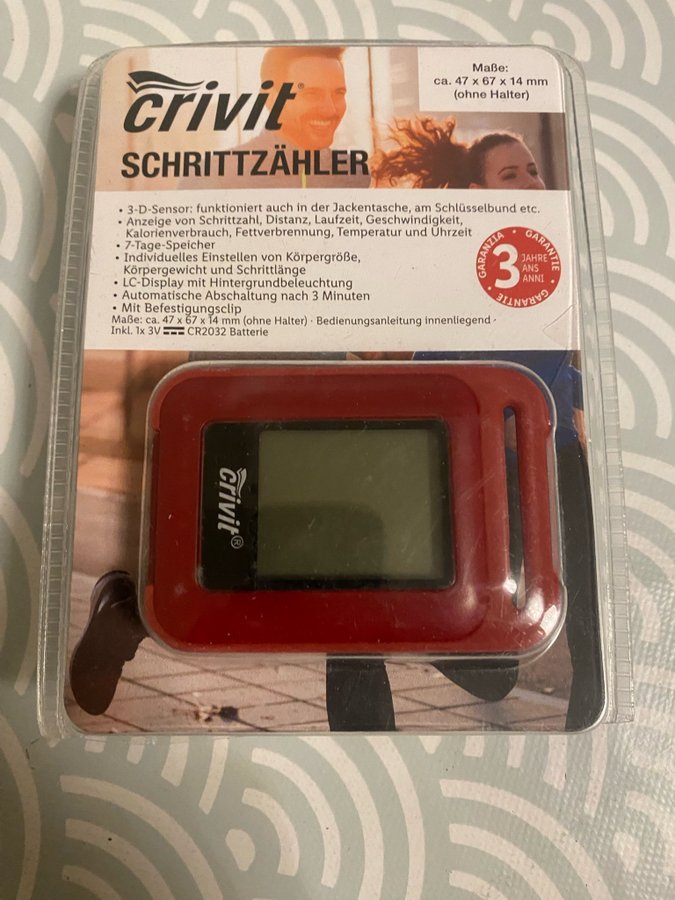 crivit®
SCHRITTZÄHLER
Maße:
ca. 47 x 67 x 14 mm
(ohne Halter)
• 3-D-Sensor: funktioniert auch in der Jackentasche, am Schlüsselbund etc.
• Anzeige von Schrittzahl, Distanz, Laufzeit, Geschwindigkeit,
Kalorienverbrauch, Fettverbrennung, Temperatur und Uhrzeit
• 7-Tage-Speicher
• Individuelles Einstellen von Körpergröße,
Körpergewicht und Schrittlänge
• LC-Display mit Hintergrundbeleuchtung
• Automatische Abschaltung nach 3 Minuten
• Mit Befestigungsclip
Maße: ca. 47 x 67 x 14 mm (ohne Halter) · Bedienungsanleitung innenliegend ·
Inkl. 1x 3V CR2032 Batterie
GARANZIA • GARANTIE • GARANTIE •
3 JAHRE
ANS
ANNI
crivit®